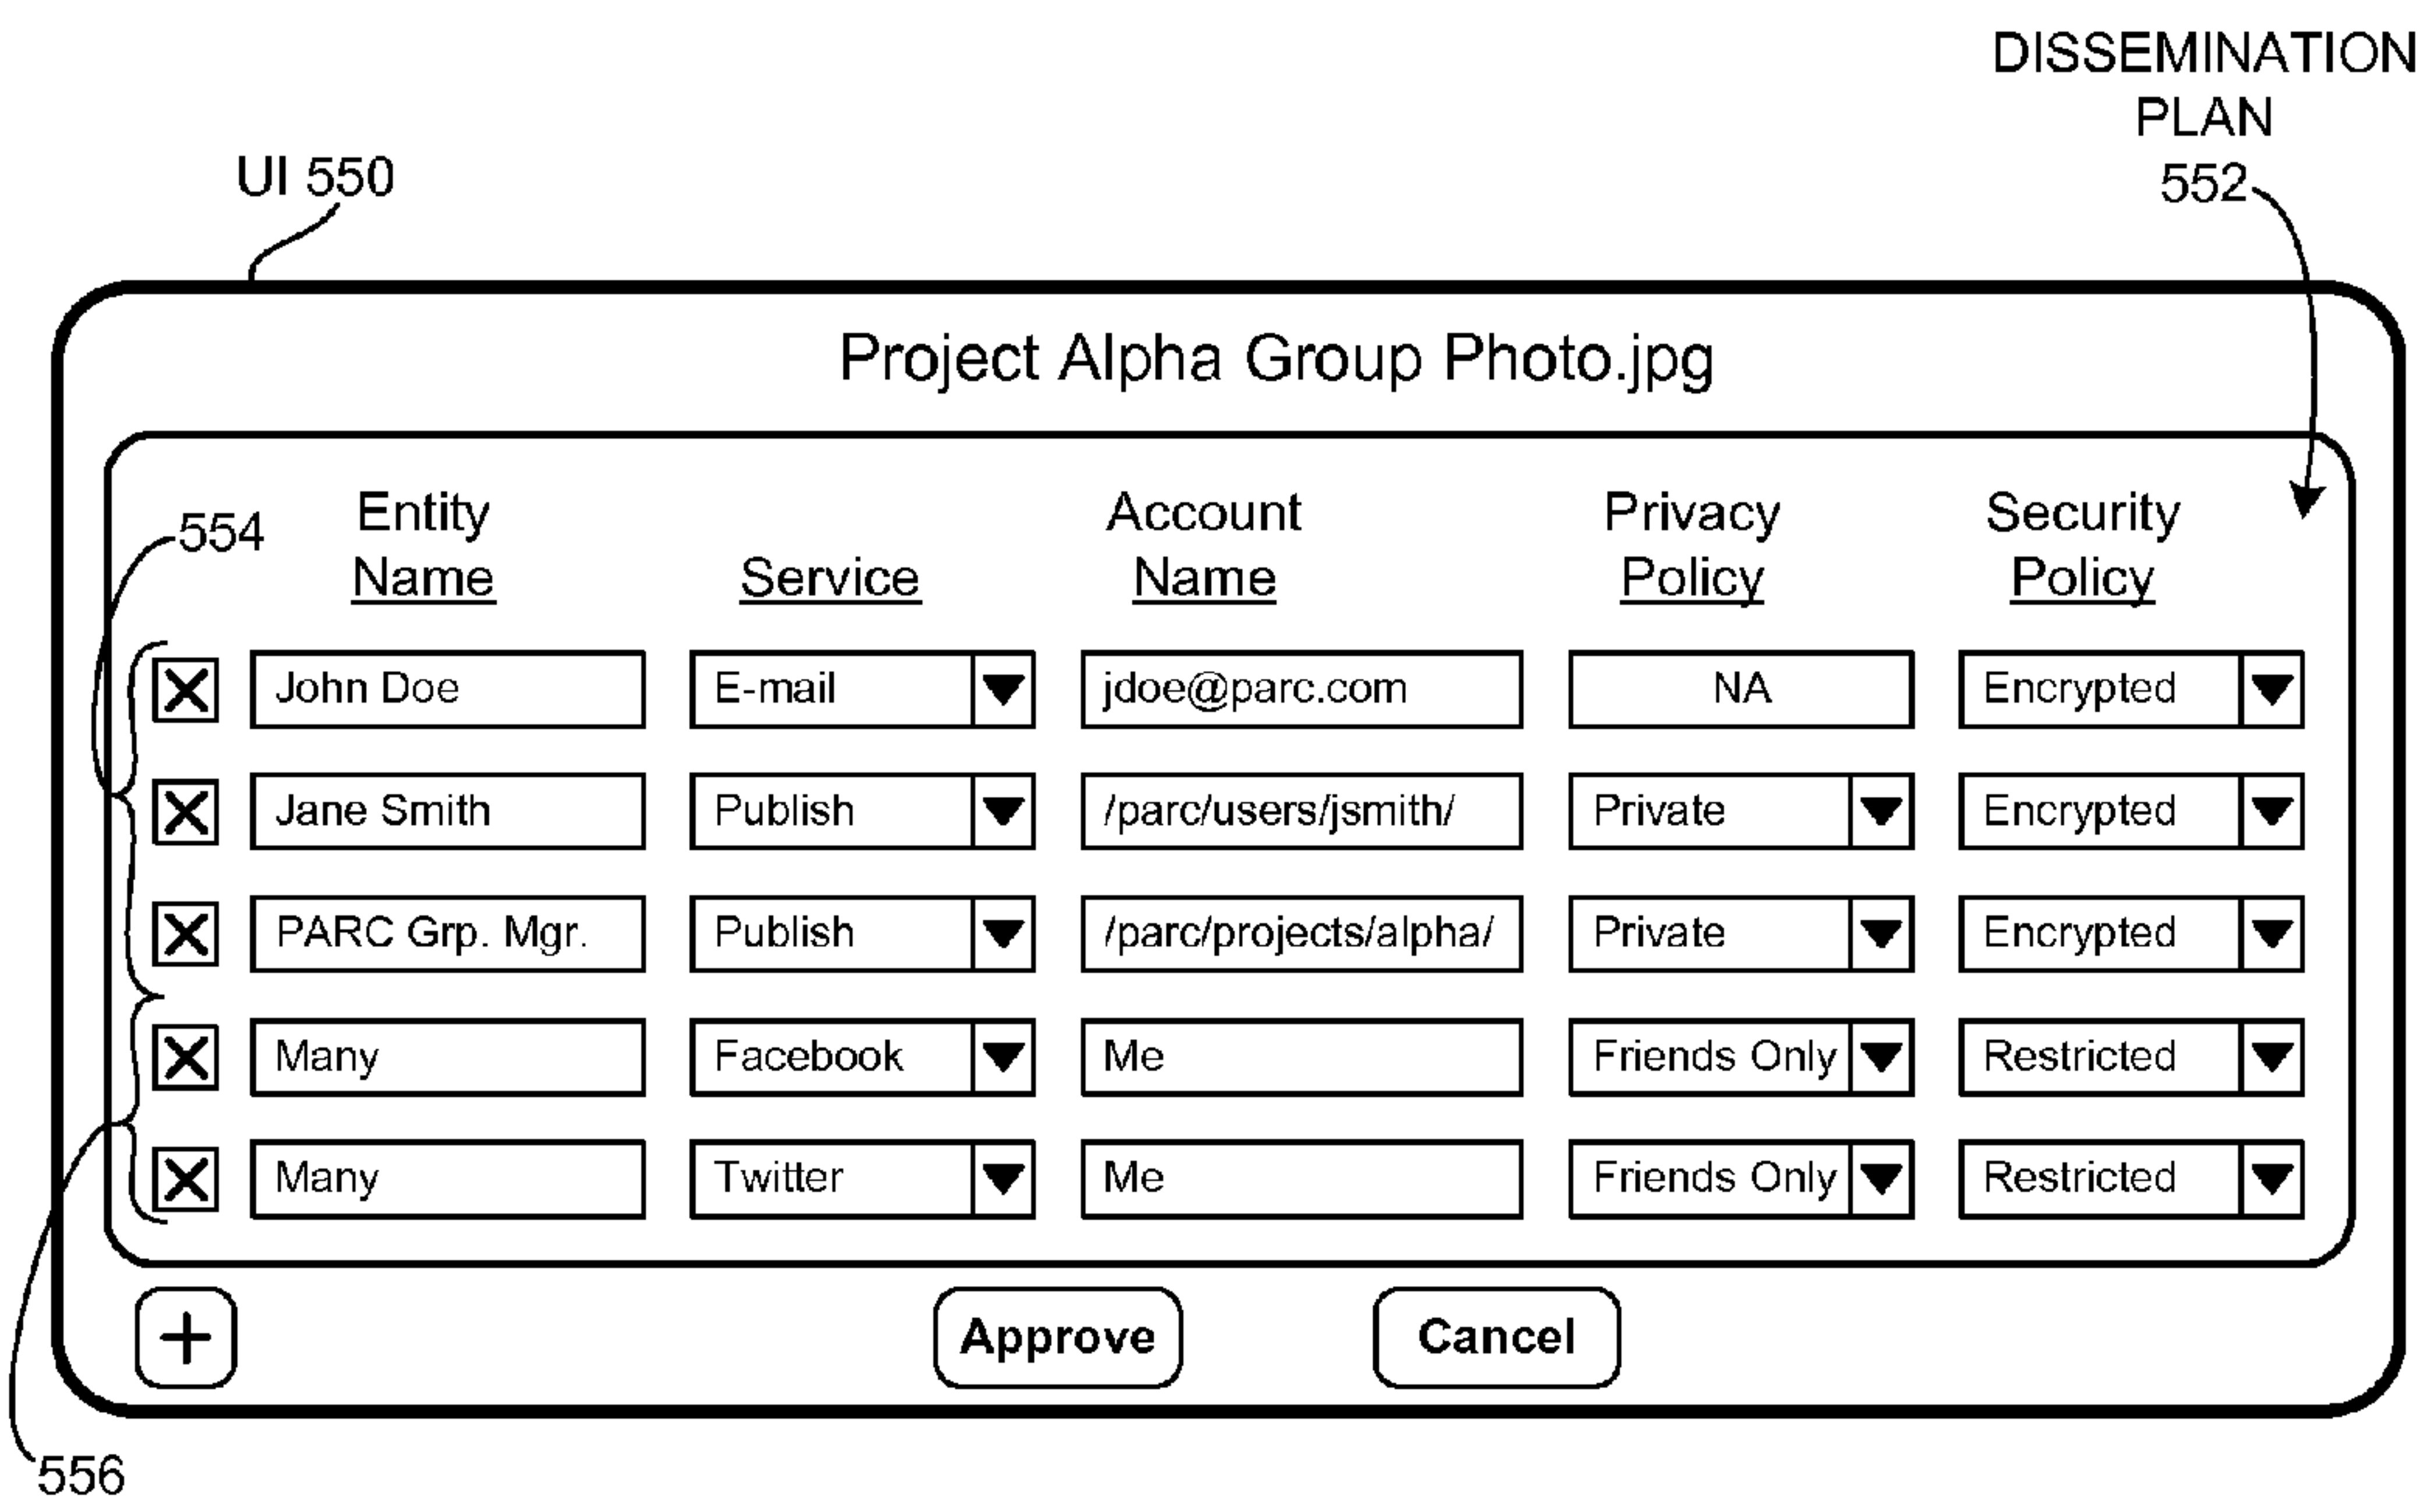 DISSEMINATION
PLAN
552
UI 550
Project Alpha Group Photo.jpg
554
Entity Name
Service
Account Name
Privacy Policy
Security Policy
John Doe E-mail jdoe@parc.com NA Encrypted
Jane Smith Publish /parc/users/jsmith/ Private Encrypted
PARC Grp. Mgr. Publish /parc/projects/alpha/ Private Encrypted
Many Facebook Me Friends Only Restricted
Many Twitter Me Friends Only Restricted
+ Approve Cancel
556